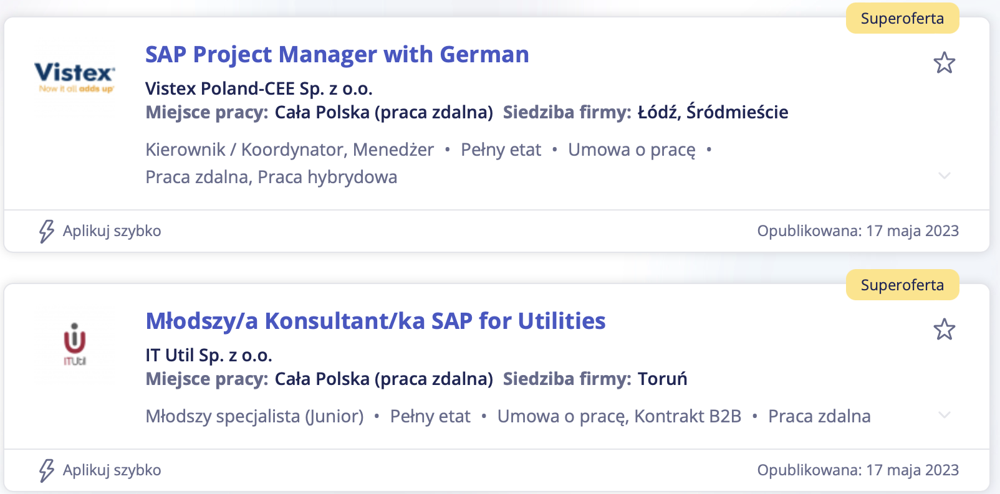 Superoferta
SAP Project Manager with German
Vistex
Now it all adds up
Vistex Poland-CEE Sp. z o.o.
Miejsce pracy: Cała Polska (praca zdalna) Siedziba firmy: Łódź, Śródmieście
Kierownik / Koordynator, Menedżer • Pełny etat • Umowa o pracę •
Praca zdalna, Praca hybrydowa
Aplikuj szybko
Opublikowana: 17 maja 2023
Superoferta
Młodszy/a Konsultant/ka SAP for Utilities
ITUtil
IT Util Sp. z o.o.
Miejsce pracy: Cała Polska (praca zdalna) Siedziba firmy: Toruń
Młodszy specjalista (Junior) • Pełny etat • Umowa o pracę, Kontrakt B2B • Praca zdalna
Aplikuj szybko
Opublikowana: 17 maja 2023